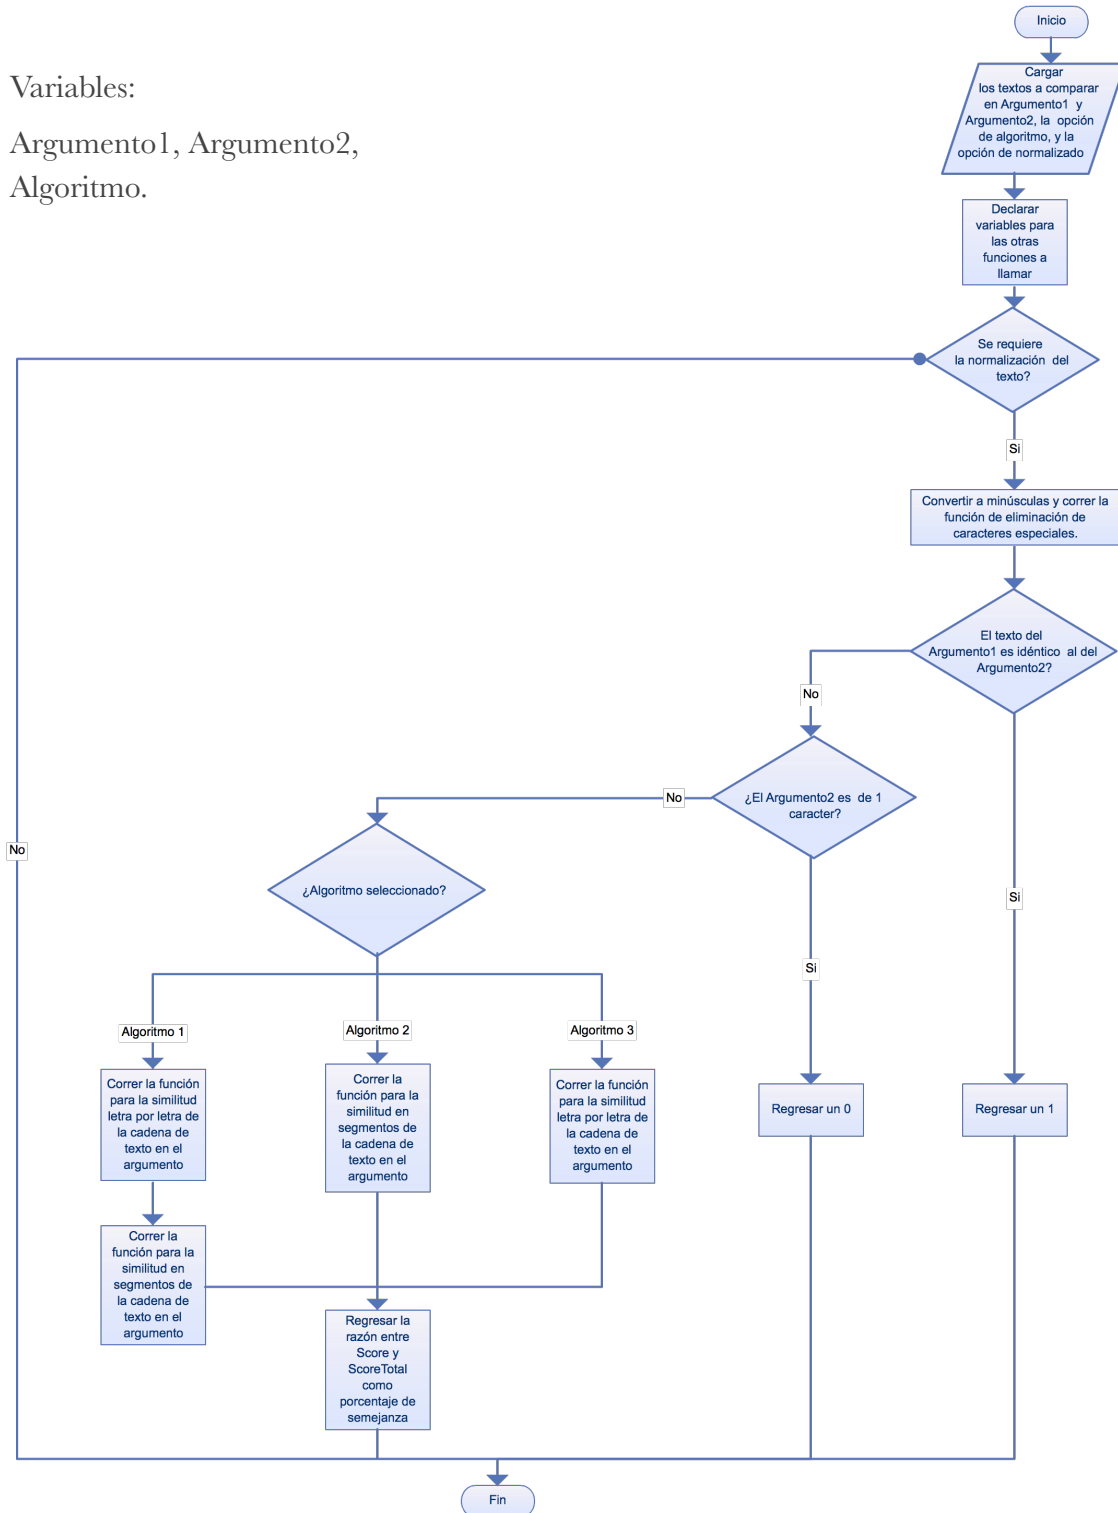 Inicio
Variables:
Argumento1, Argumento2,
Algoritmo.
Cargar
los textos a comparar
en Argumento1 y
Argumento2, la opción
de algoritmo, y la
opción de normalizado
Declarar
variables para
las otras
funciones a
llamar
Se requiere
la normalización del
texto?
Si
Convertir a minúsculas y correr la
función de eliminación de
caracteres especiales.
El texto del
Argumento1 es idéntico al del
Argumento2?
No
¿El Argumento2 es de 1
caracter?
No
No
¿Algoritmo seleccionado?
Si
Si
Algoritmo 1
Algoritmo 2
Algoritmo 3
Correr la función
para la similitud
letra por letra de
la cadena de
texto en el
argumento
Correr la
función para la
similitud en
segmentos de
la cadena de
texto en el
argumento
Correr la función
para la similitud
letra por letra de
la cadena de
texto en el
argumento
Regresar un 0
Regresar un 1
Correr la
función para la
similitud en
segmentos de
la cadena de
texto en el
argumento
Regresar la
razón entre
Score y
ScoreTotal
como
porcentaje de
semejanza
Fin